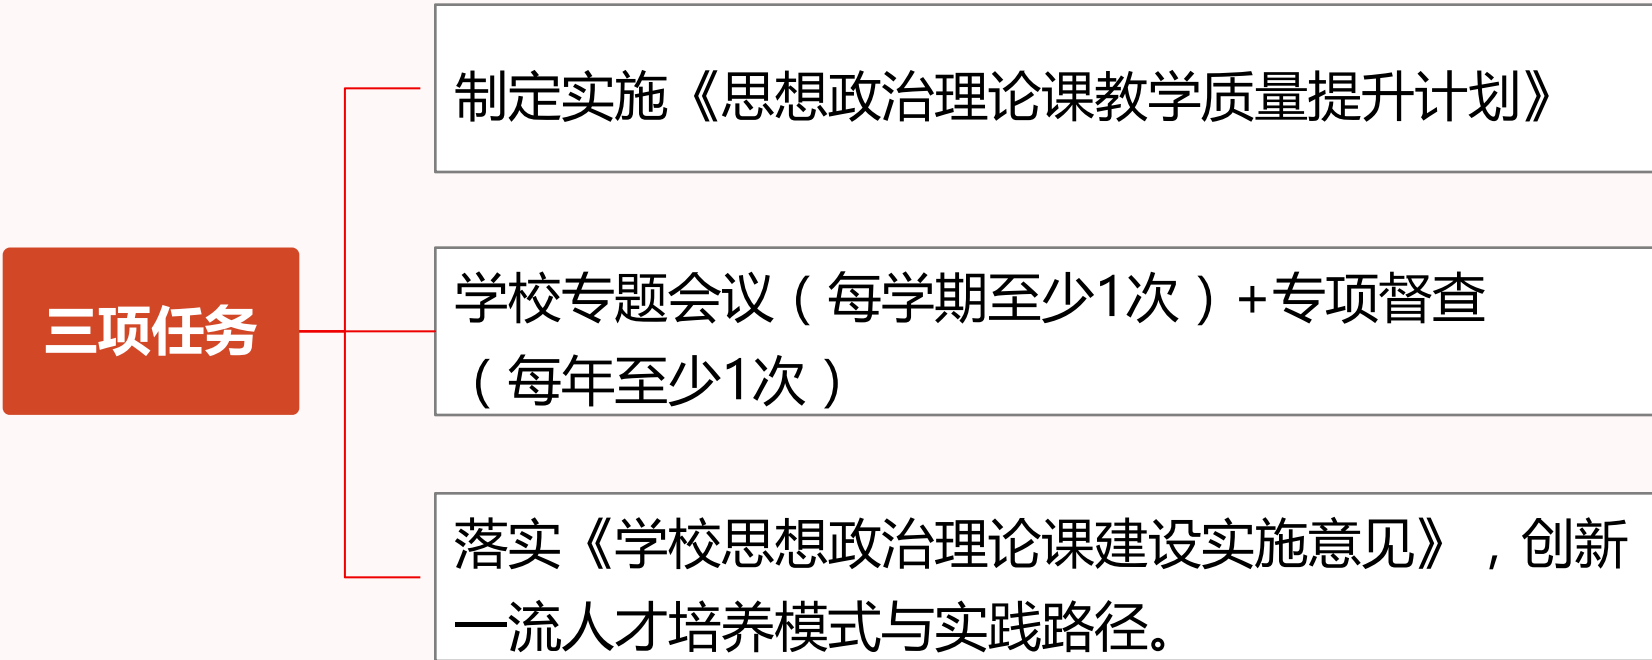 三项任务
制定实施《思想政治理论课教学质量提升计划》
学校专题会议（每学期至少1次）+专项督查
（每年至少1次）
落实《学校思想政治理论课建设实施意见》，创新
一流人才培养模式与实践路径。